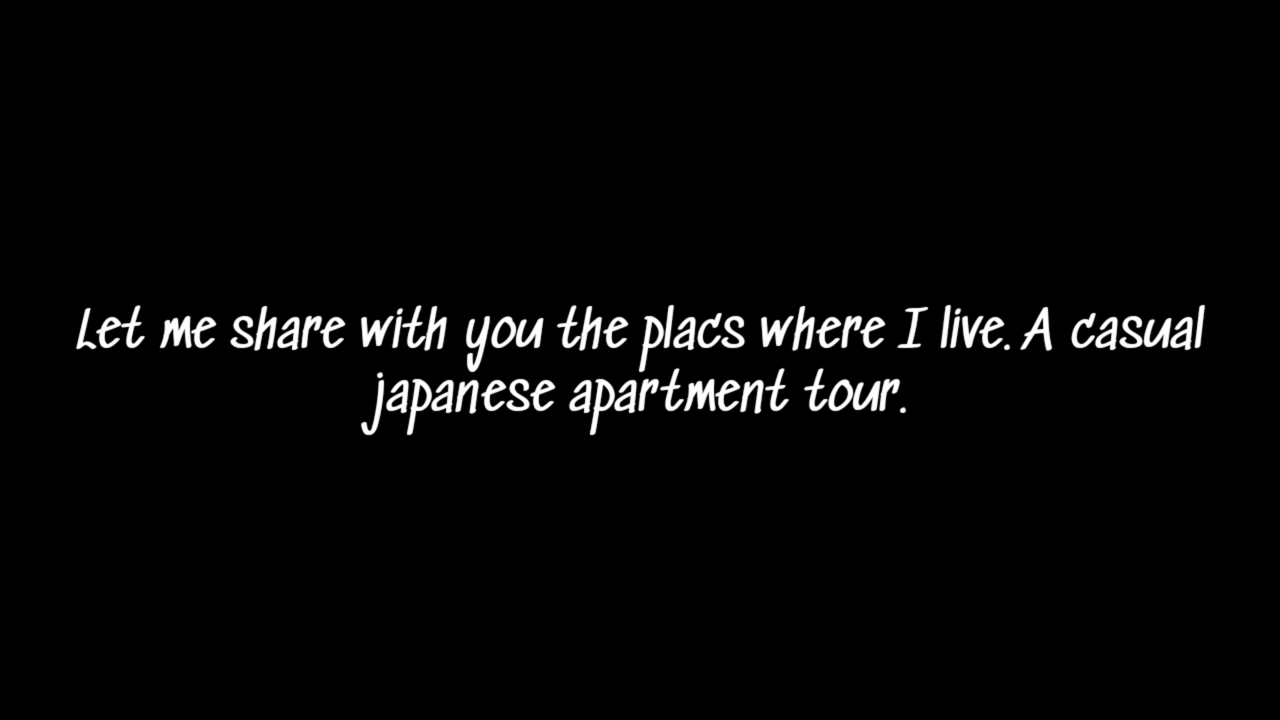 Let me share with you the placs where I live. A casual
japanese apartment tour.